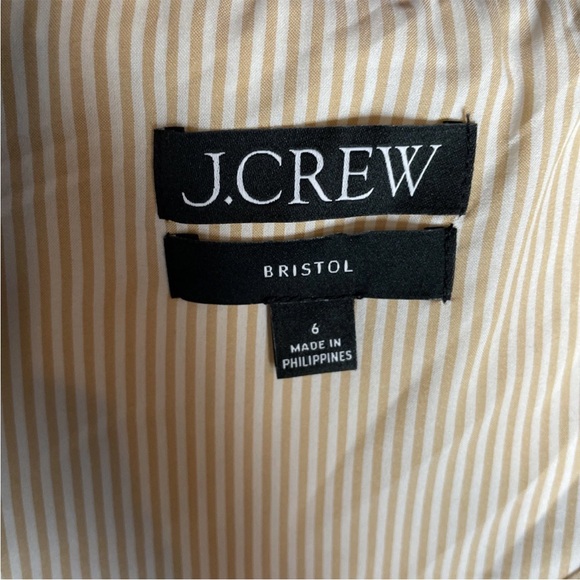 J.CREW
BRISTOL
6
MADE IN
PHILIPPINES